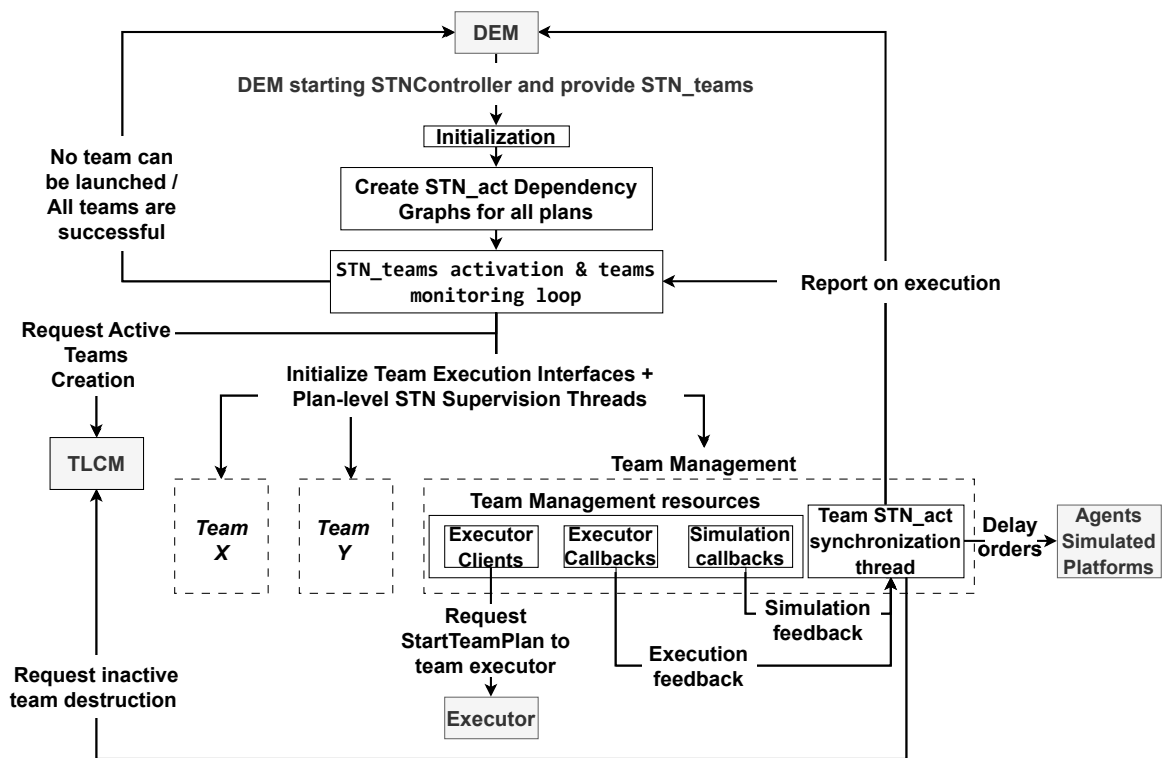 DEM
DEM starting STNController and provide STN_teams
Initialization
No team can
be launched /
All teams are
successful
Create STN_act Dependency
Graphs for all plans
STN_teams activation & teams
monitoring loop
Report on execution
Request Active
Teams
Creation
Initialize Team Execution Interfaces +
Plan-level STN Supervision Threads
TLCM
Team Management
Team
X
Team
Y
Team Management resources
Executor
Clients
Executor
Callbacks
Simulation
callbacks
Team STN_act
synchronization
thread
Delay
orders
Agents
Simulated
Platforms
Request
StartTeamPlan to
team executor
Simulation
feedback
Execution
feedback
Request inactive
team destruction
Executor